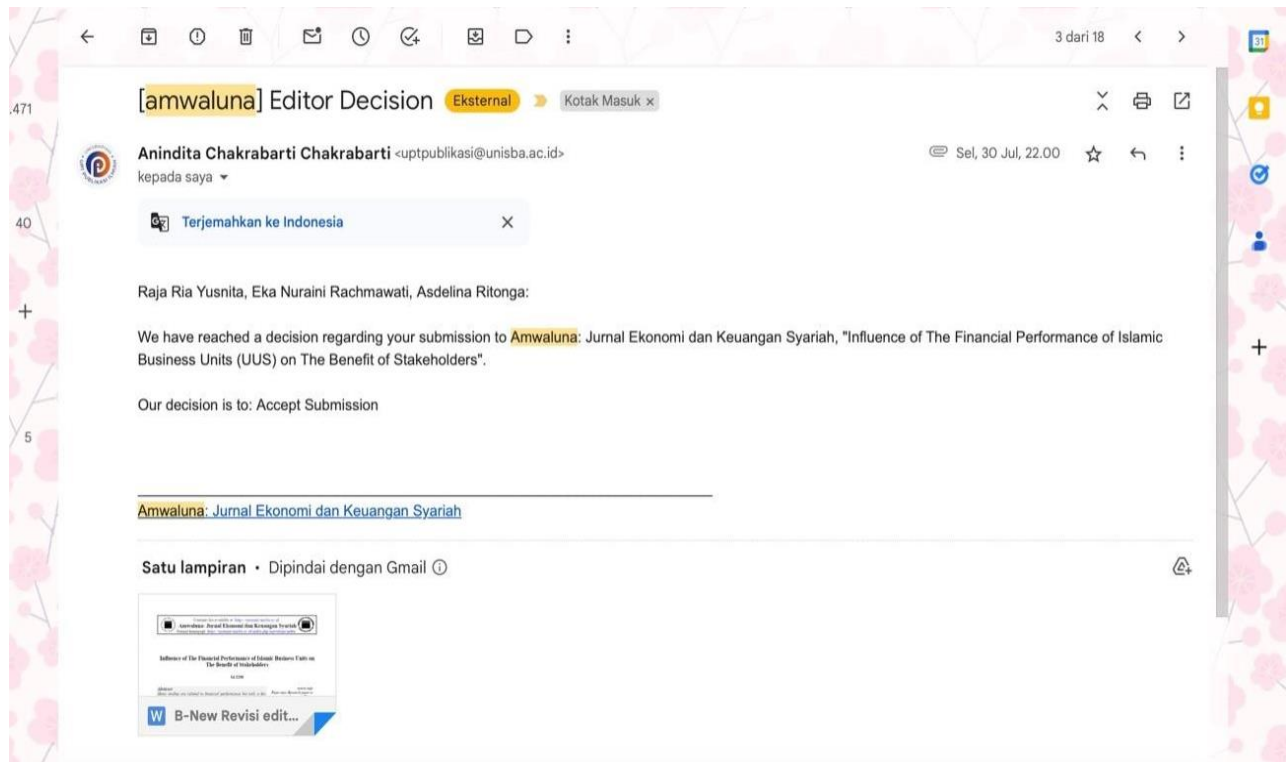 3 dari 18
31
.471
[amwaluna] Editor Decision Eksternal Kotak Masuk ×
Anindita Chakrabarti Chakrabarti <uptpublikasi@unisba.ac.id>
Sel, 30 Jul, 22.00
kepada saya
40
Terjemahkan ke Indonesia
Raja Ria Yusnita, Eka Nuraini Rachmawati, Asdelina Ritonga:
We have reached a decision regarding your submission to Amwaluna: Jurnal Ekonomi dan Keuangan Syariah, "Influence of The Financial Performance of Islamic
Business Units (UUS) on The Benefit of Stakeholders".
Our decision is to: Accept Submission
5
Amwaluna: Jurnal Ekonomi dan Keuangan Syariah
Satu lampiran • Dipindai dengan Gmail
Amwaluna: Jurnal Ekonomi dan Keuangan Syariah
Influence of The Financial Performance of Islamic Business Units on
The Benefit of Stakeholders
W B-New Revisi edit...